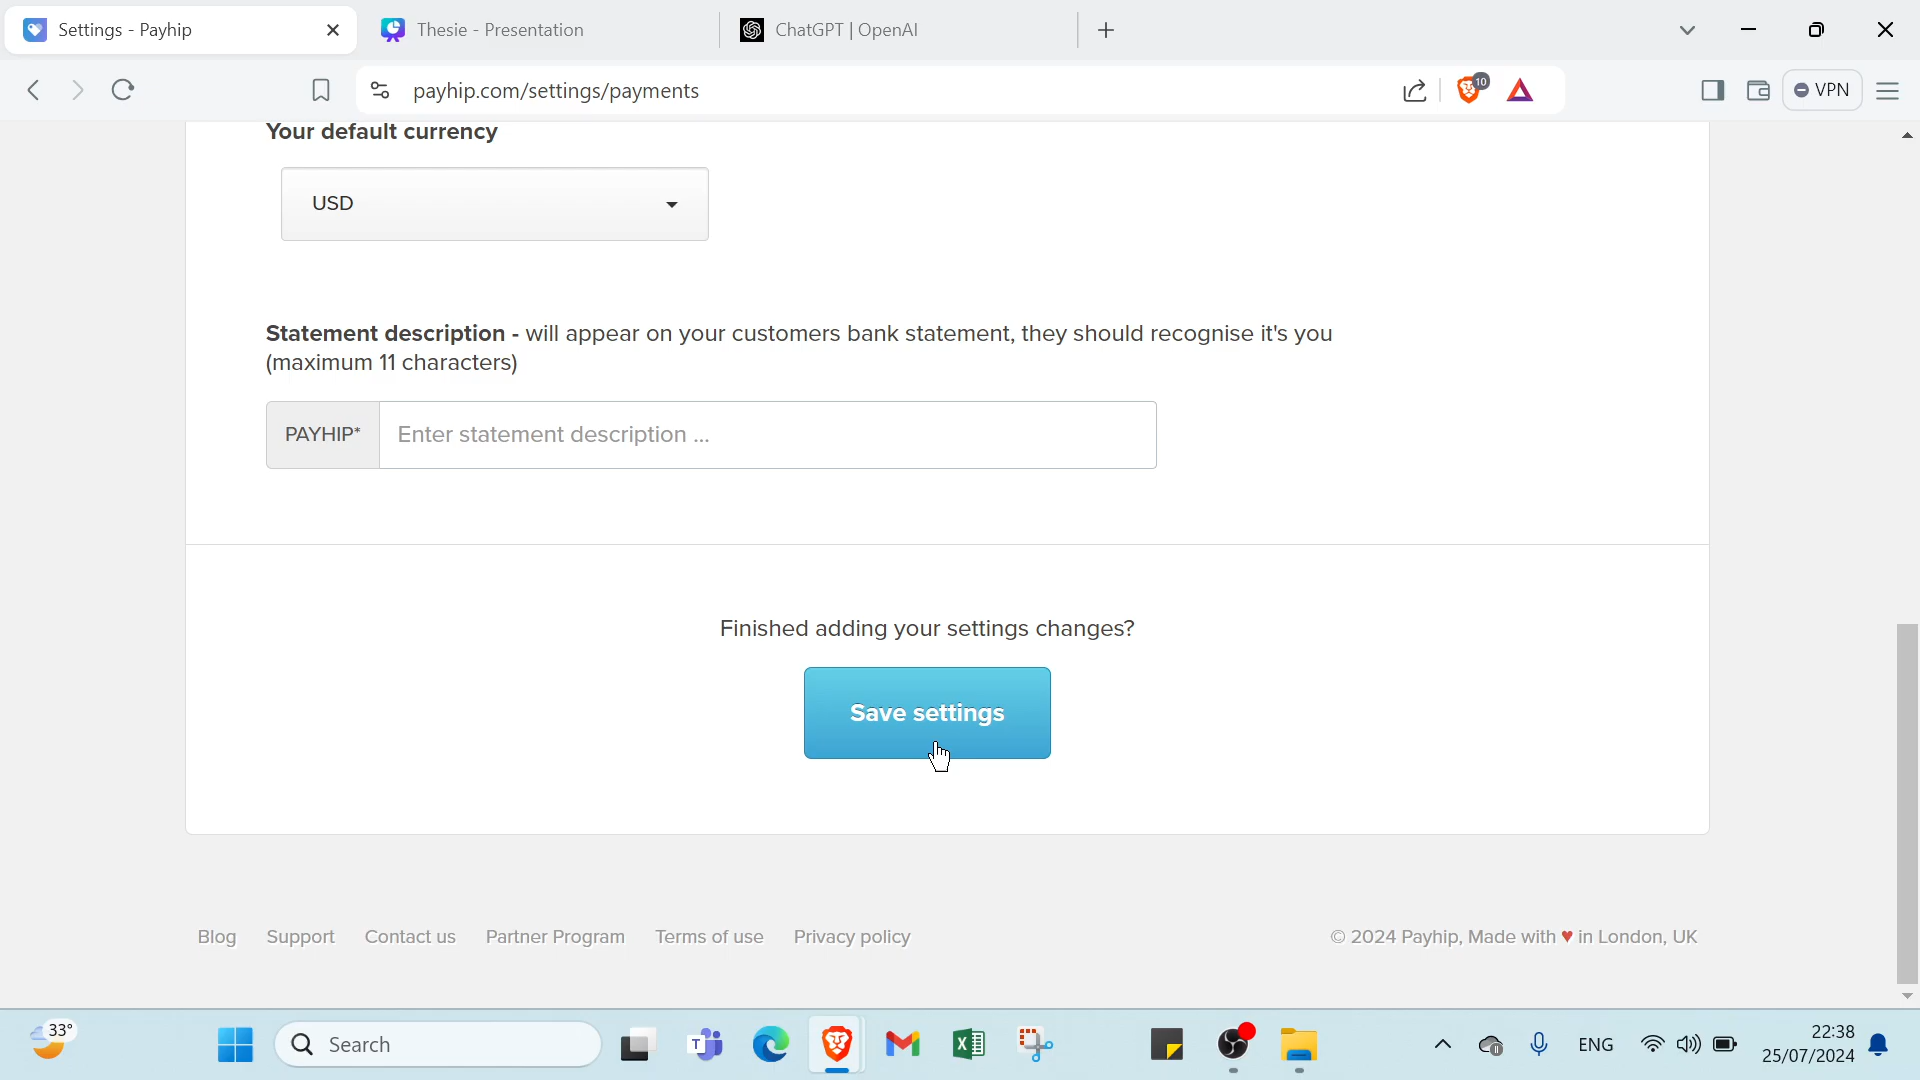 Settings - Payhip
Thesie - Presentation
ChatGPT | OpenAI
payhip.com/settings/payments
10
VPN
Your default currency
USD
Statement description - will appear on your customers bank statement, they should recognise it's you
(maximum 11 characters)
PAYHIP*
Enter statement description ...
Finished adding your settings changes?
Save settings
Blog
Support
Contact us
Partner Program
Terms of use
Privacy policy
© 2024 Payhip, Made with ♥ in London, UK
33°
Search
ENG
22:38
25/07/2024